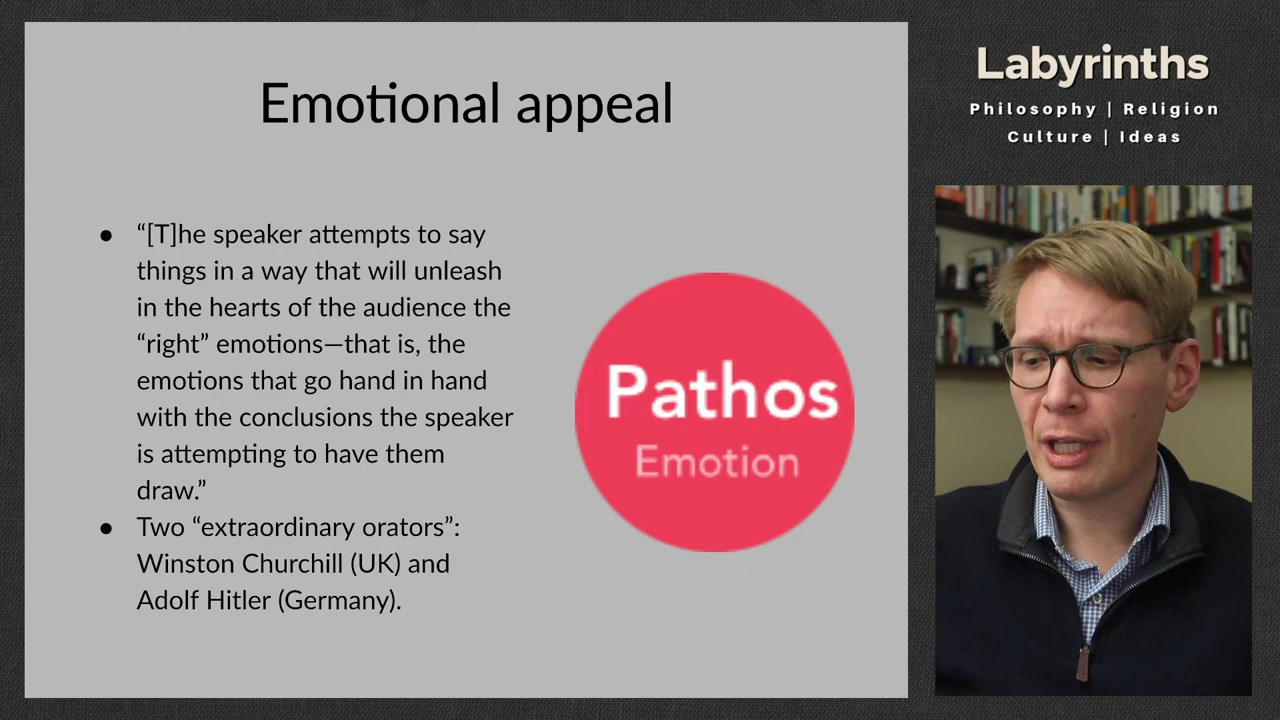 Emotional appeal
● “[T]he speaker attempts to say
things in a way that will unleash
in the hearts of the audience the
“right” emotions—that is, the
emotions that go hand in hand
with the conclusions the speaker
is attempting to have them
draw.”
● Two “extraordinary orators”:
Winston Churchill (UK) and
Adolf Hitler (Germany).
Pathos
Emotion
Labyrinths
Philosophy | Religion
Culture | Ideas